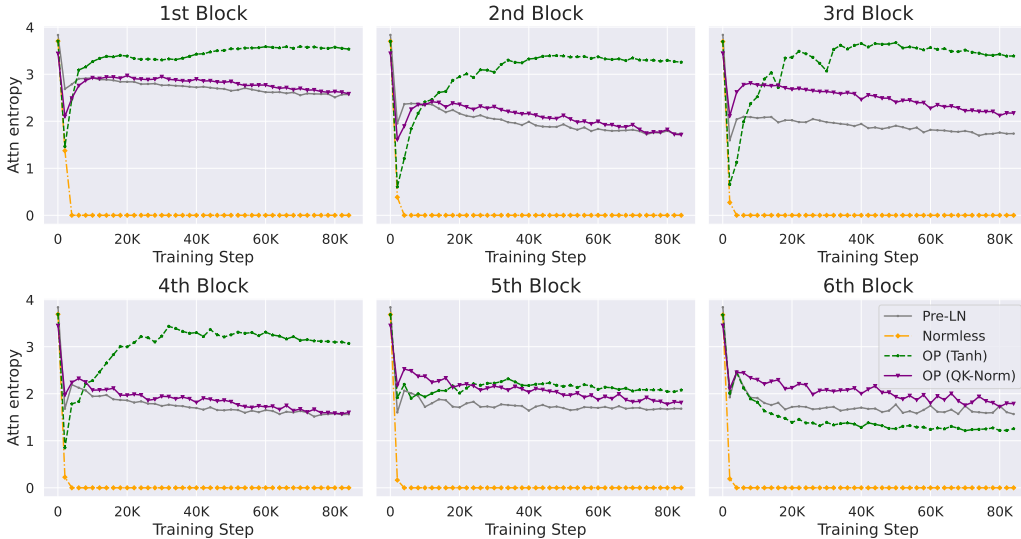 1st Block
2nd Block
3rd Block
Attn entropy
4
3
2
1
0
0 20K 40K 60K 80K
0 20K 40K 60K 80K
0 20K 40K 60K 80K
Training Step
Training Step
Training Step
4th Block
5th Block
6th Block
Attn entropy
4
3
2
1
0
Pre-LN
Normless
OP (Tanh)
OP (QK-Norm)
0 20K 40K 60K 80K
0 20K 40K 60K 80K
0 20K 40K 60K 80K
Training Step
Training Step
Training Step